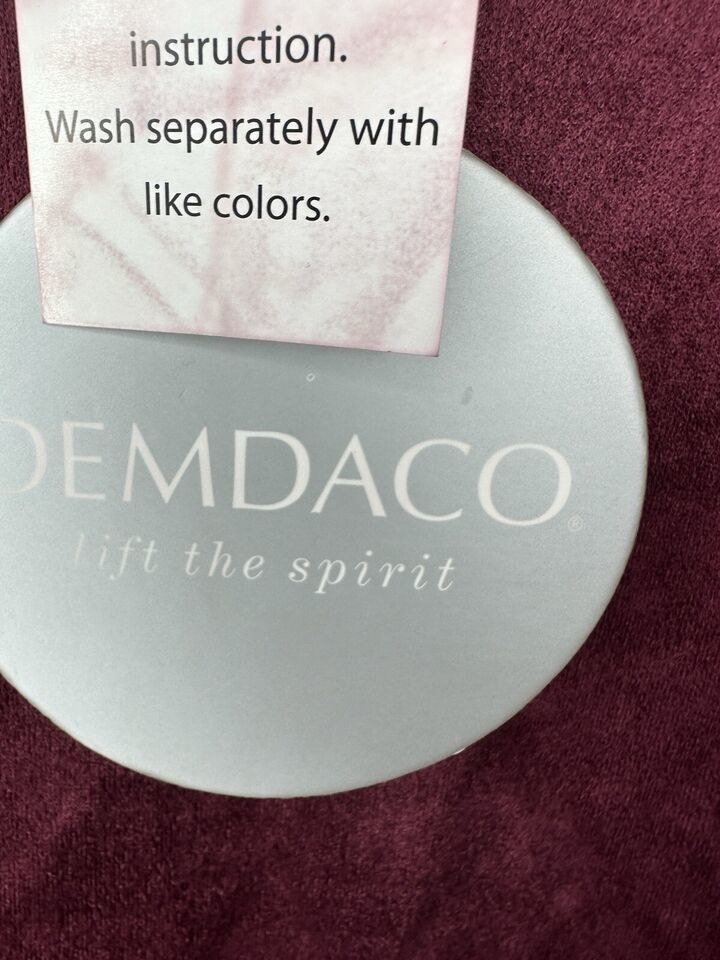 instruction.
Wash separately with
like colors.
DEMDACO®
lift the spirit